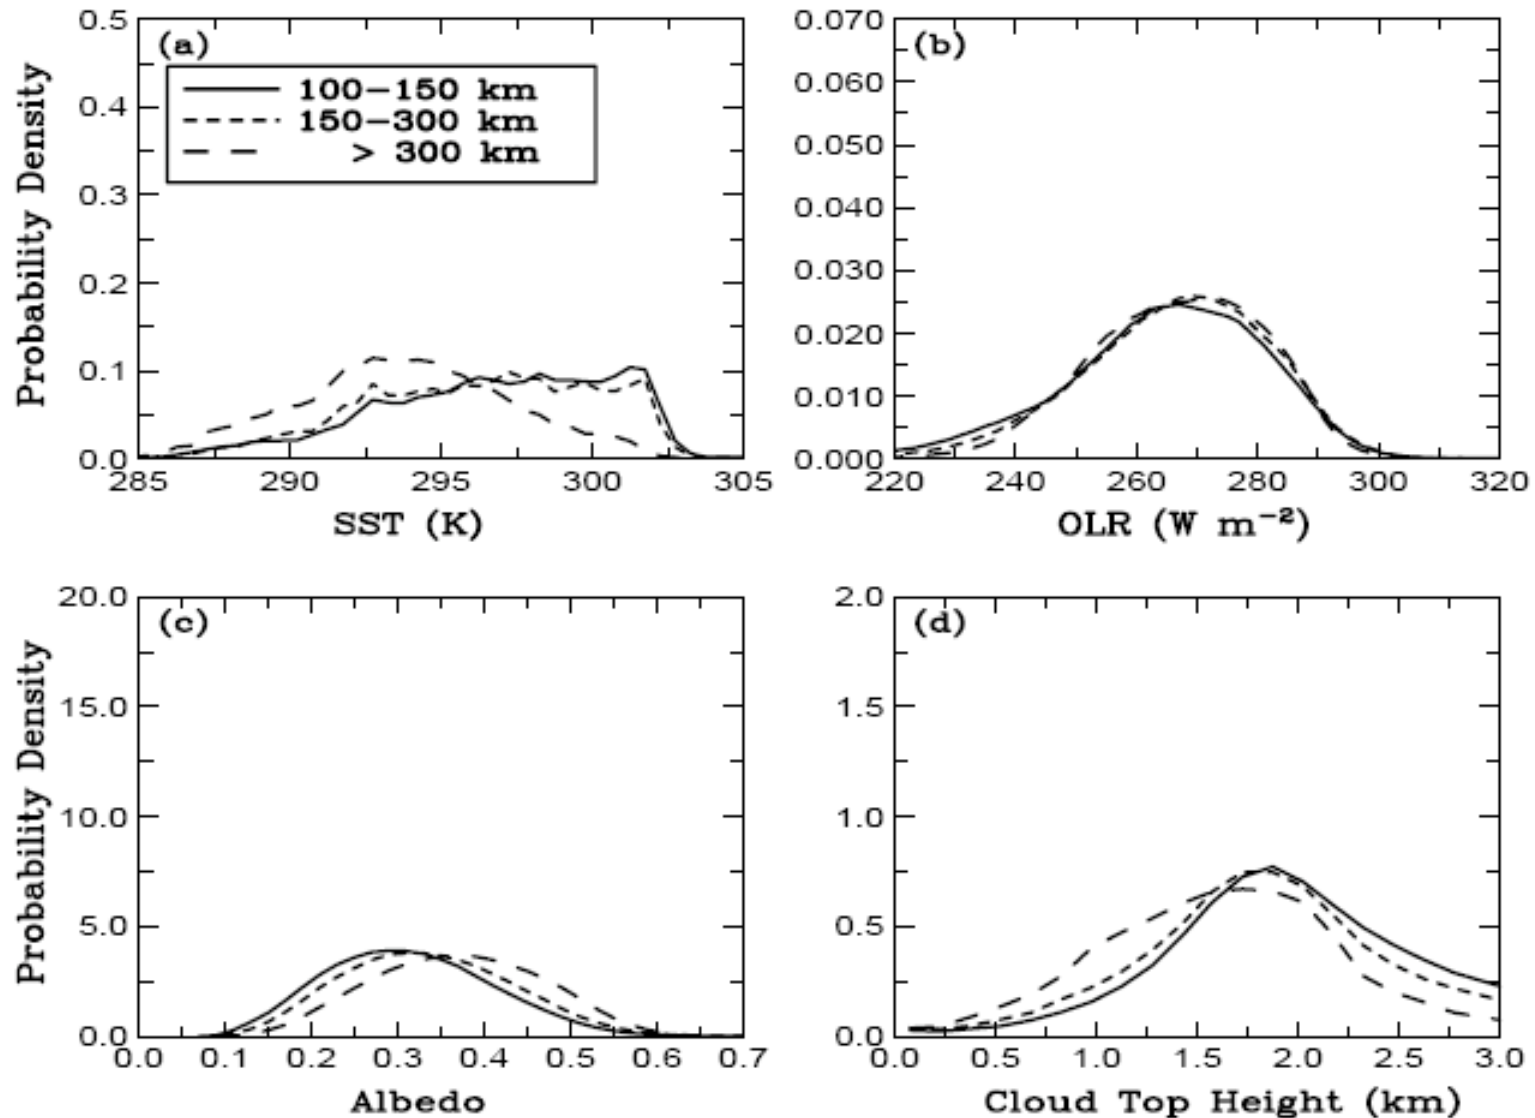 (a)
0.5
0.4
0.3
0.2
0.1
0.0
100−150 km
150−300 km
> 300 km
Probability Density
285 290 295 300 305
SST (K)
(b)
0.070
0.060
0.050
0.040
0.030
0.020
0.010
0.000
220 240 260 280 300 320
OLR (W m⁻²)
(c)
20.0
15.0
10.0
5.0
0.0
Probability Density
0.0 0.1 0.2 0.3 0.4 0.5 0.6 0.7
Albedo
(d)
2.0
1.5
1.0
0.5
0.0
0.0 0.5 1.0 1.5 2.0 2.5 3.0
Cloud Top Height (km)